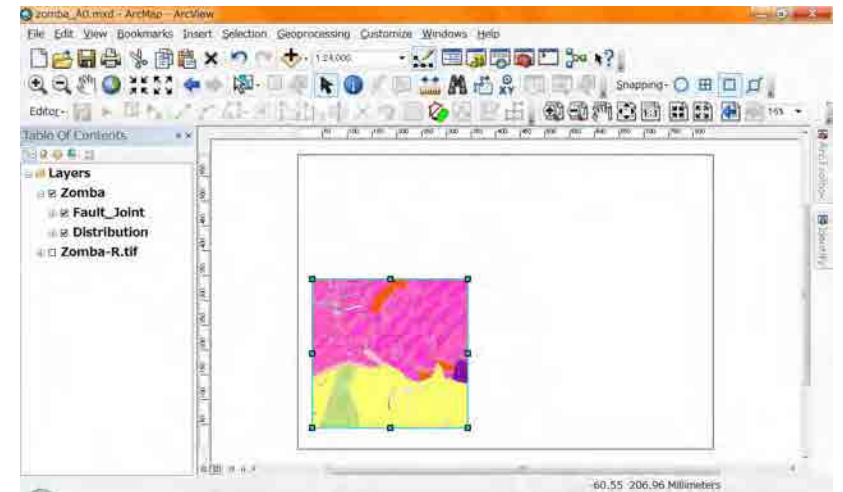 zomba_A0.mxd - ArcMap - ArcView
File Edit View Bookmarks Insert Selection Geoprocessing Customize Windows Help
1:24,000
Snapping
Editor
Table Of Contents
Layers
Zomba
Fault_Joint
Distribution
Zomba-R.tif
ArcToolbox
Identify
60.55 206.96 Millimeters